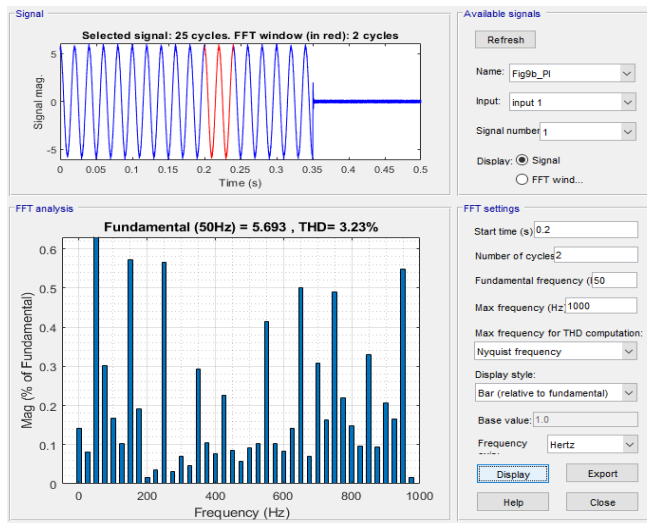 Signal
Selected signal: 25 cycles. FFT window (in red): 2 cycles
5
0
-5
Signal mag.
0 0.05 0.1 0.15 0.2 0.25 0.3 0.35 0.4 0.45 0.5
Time (s)
Available signals
Refresh
Name: Fig9b_PI
Input: input 1
Signal number 1
Display: Signal
FFT wind...
FFT analysis
Fundamental (50Hz) = 5.693 , THD= 3.23%
0.6
0.5
0.4
0.3
0.2
0.1
0
Mag (% of Fundamental)
0 200 400 600 800 1000
Frequency (Hz)
FFT settings
Start time (s) 0.2
Number of cycles 2
Fundamental frequency ( 50
Max frequency (Hz 1000
Max frequency for THD computation:
Nyquist frequency
Display style:
Bar (relative to fundamental)
Base value: 1.0
Frequency Hertz
Display Export
Help Close